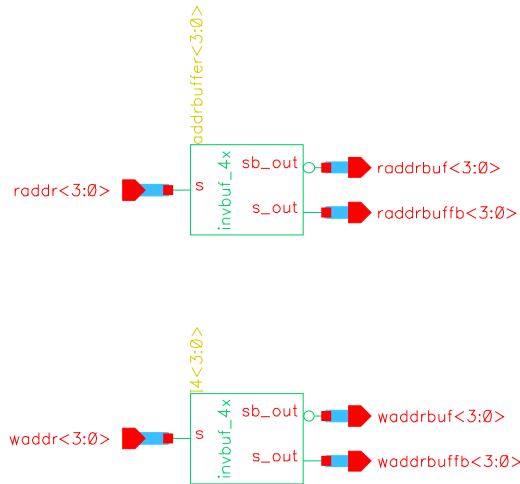 addrbuffer<3:0>
invbuf_4x
raddr<3:0>
s
sb_out
s_out
raddrbuf<3:0>
raddrbuffb<3:0>
I4<3:0>
invbuf_4x
waddr<3:0>
s
sb_out
s_out
waddrbuf<3:0>
waddrbuffb<3:0>